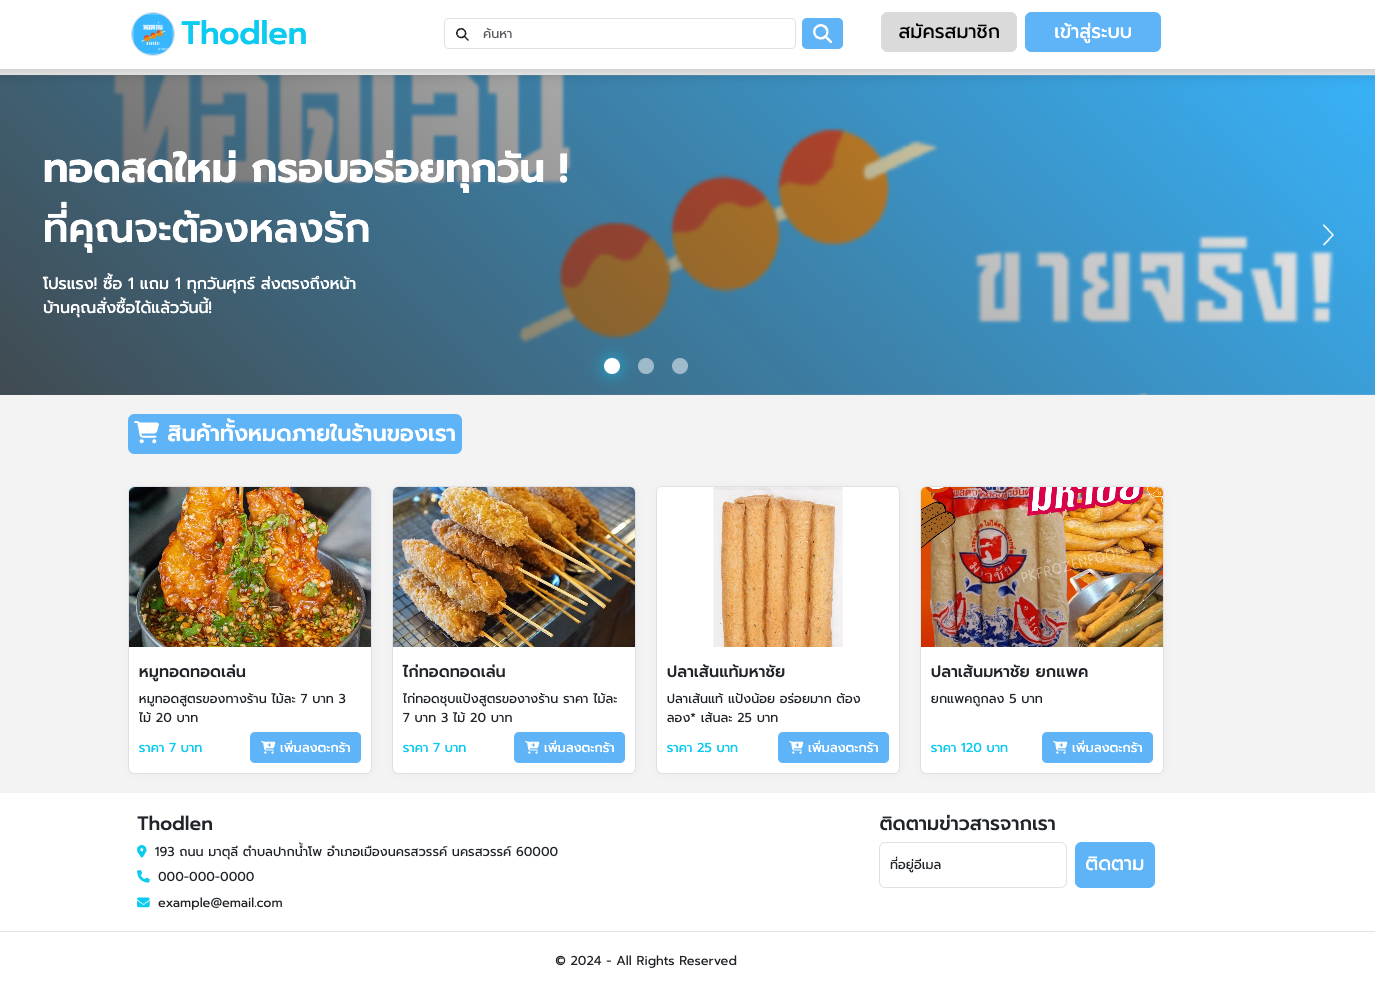 Thodlen
ค้นหา
สมัครสมาชิก
เข้าสู่ระบบ
ทอดเล่น
ทอดสดใหม่ กรอบอร่อยทุกวัน !
ที่คุณจะต้องหลงรัก
ขายจริง!
โปรแรง! ซื้อ 1 แถม 1 ทุกวันศุกร์ ส่งตรงถึงหน้า
บ้านคุณสั่งซื้อได้แล้ววันนี้!
สินค้าทั้งหมดภายในร้านของเรา
มหาชัย
PKFROZENFOOD
หมูทอดทอดเล่น
หมูทอดสูตรของทางร้าน ไม้ละ 7 บาท 3
ไม้ 20 บาท
ราคา 7 บาท
เพิ่มลงตะกร้า
ไก่ทอดทอดเล่น
ไก่ทอดชุบแป้งสูตรของางร้าน ราคา ไม้ละ
7 บาท 3 ไม้ 20 บาท
ราคา 7 บาท
เพิ่มลงตะกร้า
ปลาเส้นแท้มหาชัย
ปลาเส้นแท้ แป้งน้อย อร่อยมาก ต้อง
ลอง* เส้นละ 25 บาท
ราคา 25 บาท
เพิ่มลงตะกร้า
ปลาเส้นมหาชัย ยกแพค
ยกแพคถูกลง 5 บาท
ราคา 120 บาท
เพิ่มลงตะกร้า
Thodlen
193 ถนน มาตุลี ตำบลปากน้ำโพ อำเภอเมืองนครสวรรค์ นครสวรรค์ 60000
000-000-0000
example@email.com
ติดตามข่าวสารจากเรา
ที่อยู่อีเมล
ติดตาม
© 2024 - All Rights Reserved